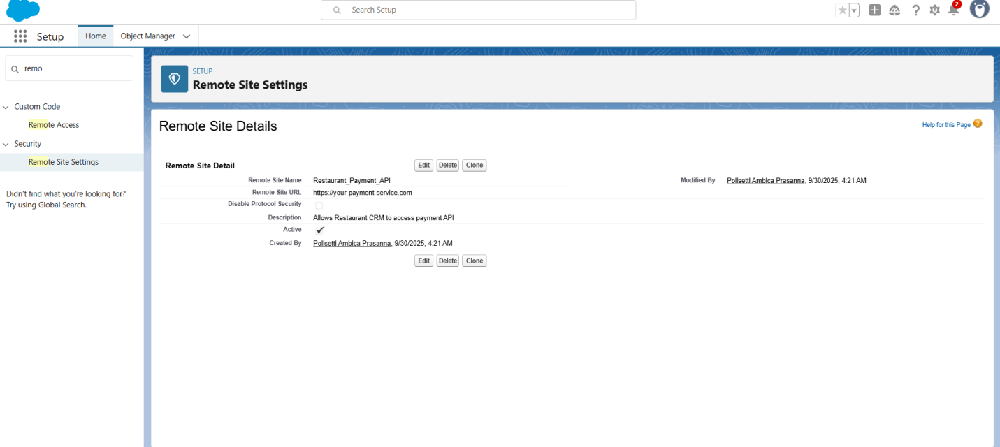 Search Setup
2
Setup
Home
Object Manager
remo
Custom Code
Remote Access
Security
Remote Site Settings
Didn't find what you're looking for?
Try using Global Search.
SETUP
Remote Site Settings
Remote Site Details
Help for this Page ?
Remote Site Detail
Edit Delete Clone
Remote Site Name Restaurant_Payment_API Modified By Polisetti Ambica Prasanna, 9/30/2025, 4:21 AM
Remote Site URL https://your-payment-service.com
Disable Protocol Security
Description Allows Restaurant CRM to access payment API
Active
Created By Polisetti Ambica Prasanna, 9/30/2025, 4:21 AM
Edit Delete Clone